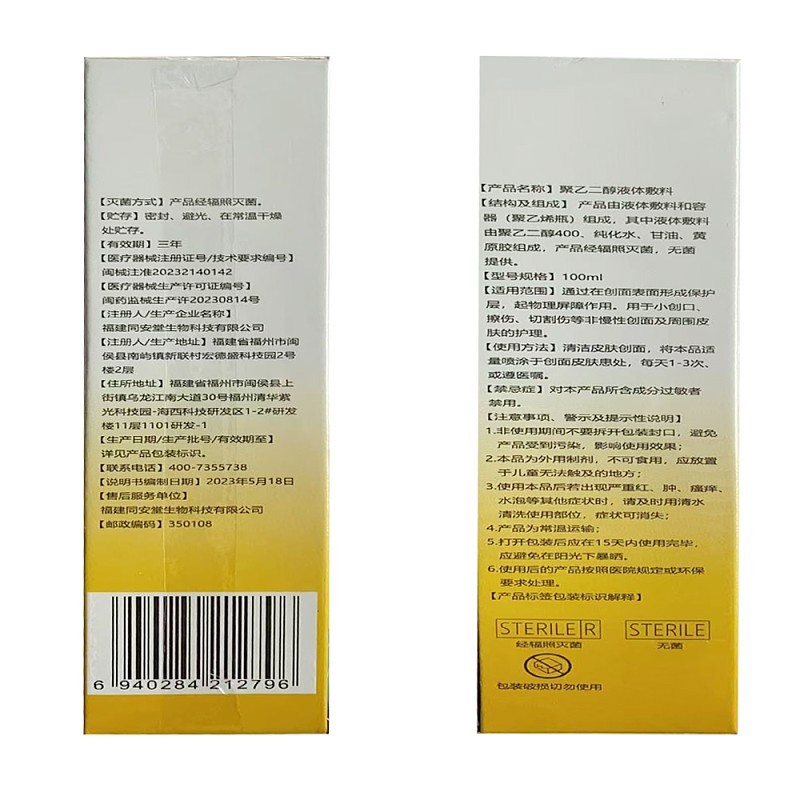 【灭菌方式】产品经辐照灭菌。
【贮存】密封、避光、在常温干燥
处贮存。
【有效期】三年
【医疗器械注册证号/技术要求编号】
闽械注准20232140142
【医疗器械生产许可证编号】
闽药监械生产许20230814号
【注册人/生产企业名称】
福建同安堂生物科技有限公司
【注册人/生产地址】福建省福州市闽
侯县南屿镇新联村宏德盛科技园2号
楼2层
【住所地址】福建省福州市闽侯县上
街镇乌龙江南大道30号福州清华紫
光科技园-海西科技研发区1-2#研发
楼11层1101研发-1
【生产日期/生产批号/有效期至】
详见产品包装标识。
【联系电话】400-7355738
【说明书编制日期】2023年5月18日
【售后服务单位】
福建同安堂生物科技有限公司
【邮政编码】350108
6 940284 212796
【产品名称】聚乙二醇液体敷料
【结构及组成】产品由液体敷料和容
器（聚乙烯瓶）组成，其中液体敷料
由聚乙二醇400、纯化水、甘油、黄
原胶组成，产品经辐照灭菌，无菌
提供。
【型号规格】100ml
【适用范围】通过在创面表面形成保护
层，起物理屏障作用。用于小创口、
擦伤、切割伤等非慢性创面及周围皮
肤的护理。
【使用方法】清洁皮肤创面，将本品适
量喷涂于创面皮肤患处，每天1-3次、
或遵医嘱。
【禁忌症】对本产品所含成分过敏者
禁用。
【注意事项、警示及提示性说明】
1.非使用期间不要拆开包装封口，避免
产品受到污染，影响使用效果；
2.本品为外用制剂，不可食用，应放置
于儿童无法触及的地方；
3.使用本品后若出现严重红、肿、瘙痒、
水泡等其他症状时，请及时用清水
清洗使用部位，症状可消失；
4.产品为常温运输；
5.打开包装后应在15天内使用完毕，
应避免在阳光下暴晒。
6.使用后的产品按照医院规定或环保
要求处理。
【产品标签包装标识解释】
STERILE R STERILE
经辐照灭菌 无菌
包装破损切勿使用